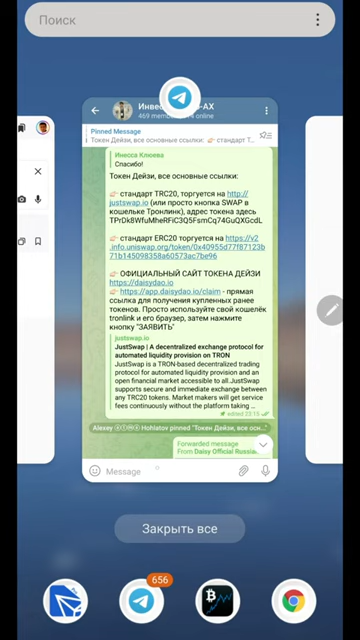 Поиск
Инвес
-АХ
469 mem
online
Pinned Message
Токен Дейзи, все основные ссылки: 👉 стандарт Т...
Инесса Клюева
Спасибо!
Токен Дейзи, все основные ссылки:
👉 стандарт TRC20, торгуется на http://
justswap.io (или просто кнопка SWAP в
кошельке Тронлинк), адрес токена здесь
TPrDk8WfuMheRFiC3Q5FsmCq74GuQXGcdL
👉 стандарт ERC20 торгуется на https://v2
.info.uniswap.org/token/0x40955d77f87123b
71b145098358a60573ac7be96
👉 ОФИЦИАЛЬНЫЙ САЙТ ТОКЕНА ДЕЙЗИ
https://daisydao.io
👉 https://app.daisydao.io/claim - прямая
ссылка для получения купленных ранее
токенов. Просто используйте свой кошелёк
tronlink и его браузер, затем нажмите
кнопку "ЗАЯВИТЬ"
justswap.io
JustSwap | A decentralized exchange protocol for
automated liquidity provision on TRON
JustSwap is a TRON-based decentralized trading
protocol for automated liquidity provision and an
open financial market accessible to all.JustSwap
supports secure and immediate exchange between
any TRC20 tokens. Market makers will get service
fees continuously without the platform taking ...
edited 23:13
Hohlatov pinned "Токен Дейзи, все осн..."
Forwarded message
From Daisy Official Russia
Message
Закрыть все
656